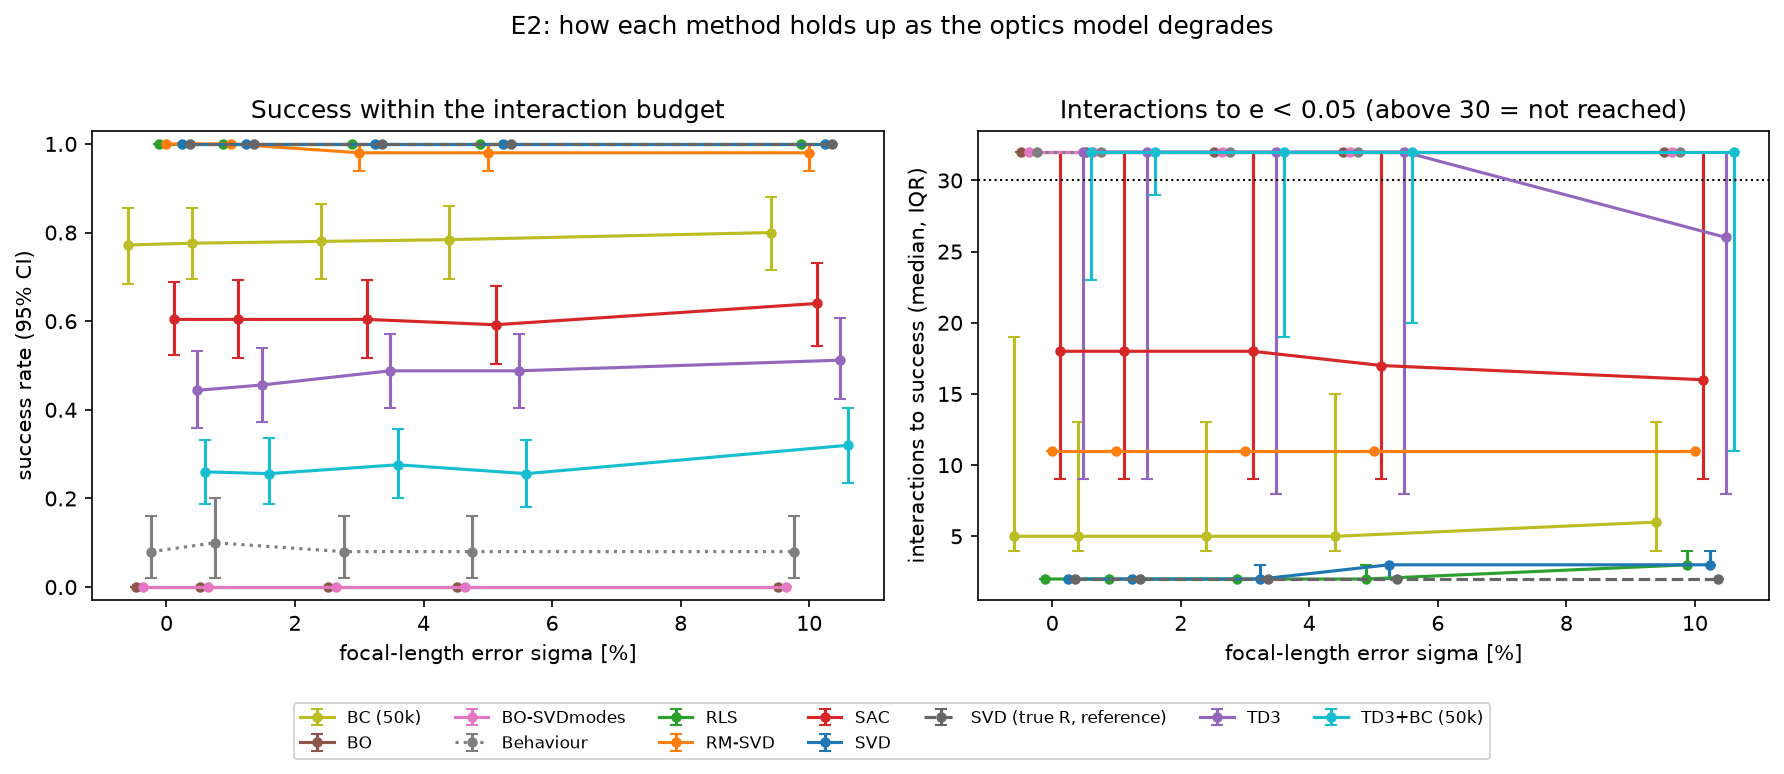 E2: how each method holds up as the optics model degrades
Success within the interaction budget
success rate (95% CI)
1.0
0.8
0.6
0.4
0.2
0.0
0 2 4 6 8 10
focal-length error sigma [%]
Interactions to e < 0.05 (above 30 = not reached)
interactions to success (median, IQR)
30
25
20
15
10
5
0 2 4 6 8 10
focal-length error sigma [%]
BC (50k) BO-SVDmodes RLS SAC SVD (true R, reference) TD3 TD3+BC (50k)
BO Behaviour RM-SVD SVD